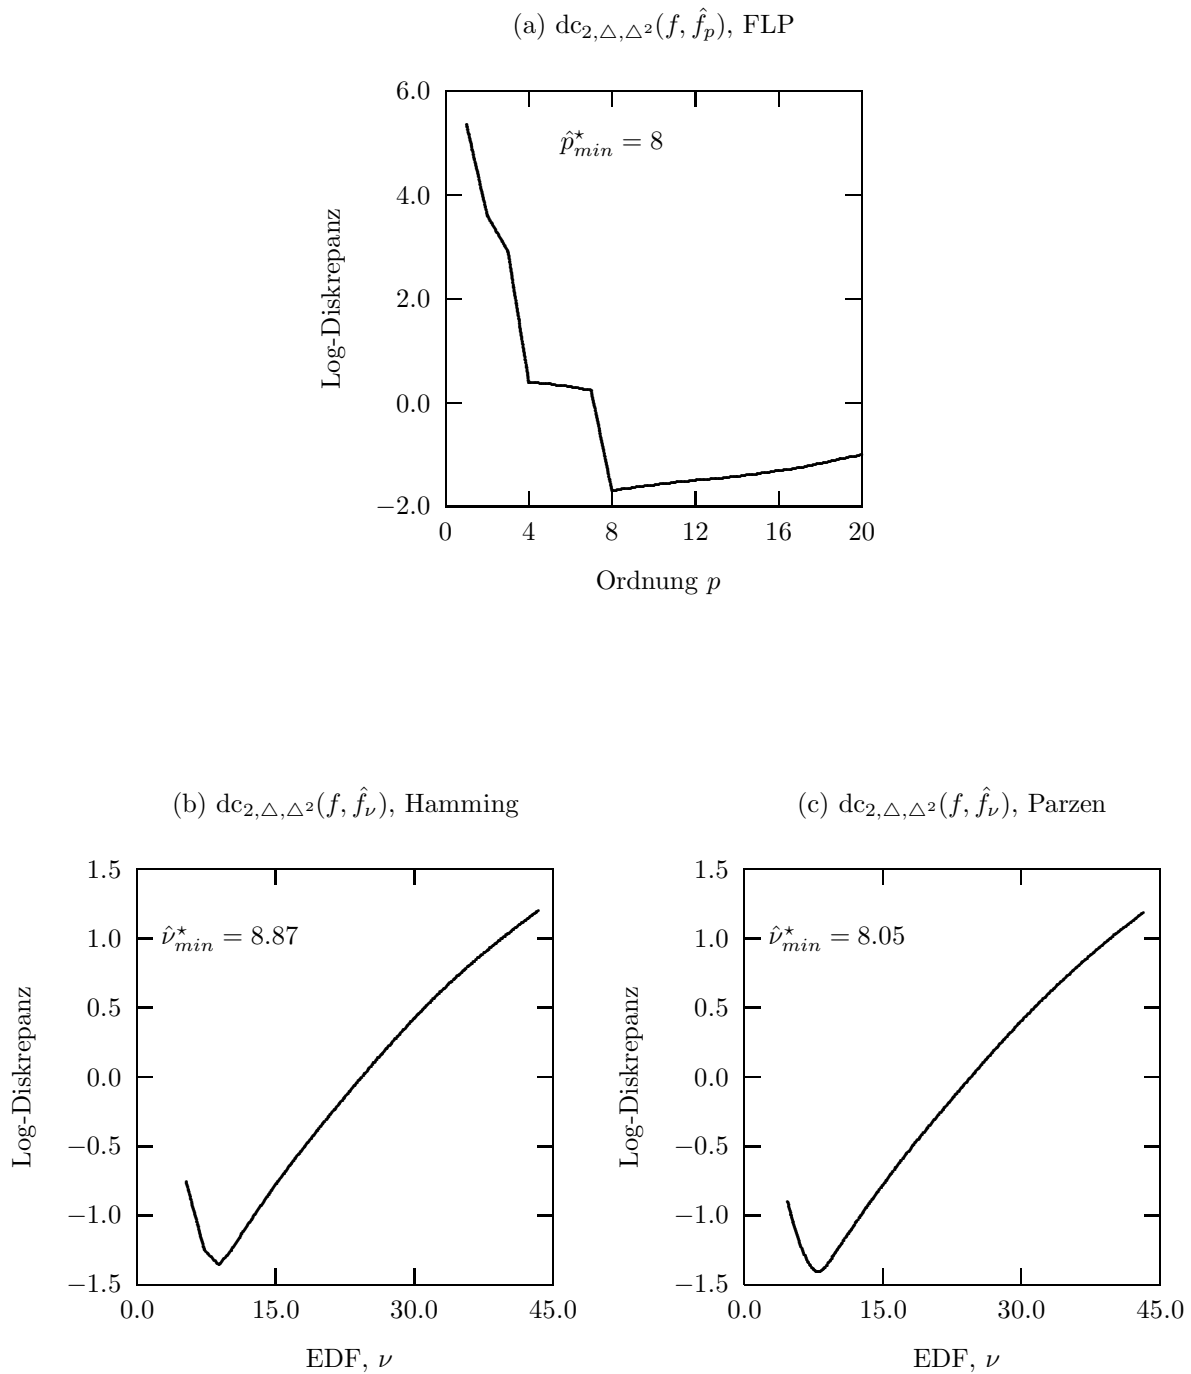 (a) dc₂,△,△²(f, f̂ₚ), FLP
6.0
p̂⋆min = 8
4.0
2.0
0.0
−2.0
Log-Diskrepanz
0 4 8 12 16 20
Ordnung p
(b) dc₂,△,△²(f, f̂ᵥ), Hamming
1.5
ν̂⋆min = 8.87
1.0
0.5
0.0
−0.5
−1.0
−1.5
Log-Diskrepanz
0.0 15.0 30.0 45.0
EDF, ν
(c) dc₂,△,△²(f, f̂ᵥ), Parzen
1.5
ν̂⋆min = 8.05
1.0
0.5
0.0
−0.5
−1.0
−1.5
Log-Diskrepanz
0.0 15.0 30.0 45.0
EDF, ν